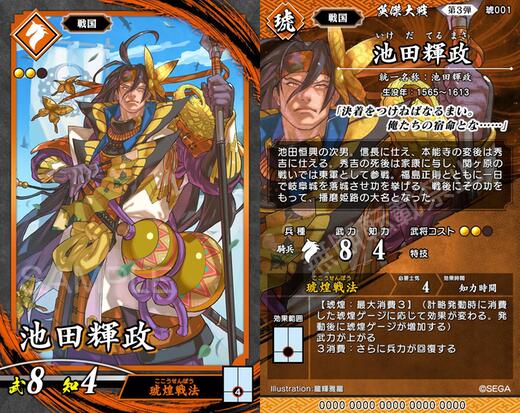 戦国
池田輝政
武8 知4
ここうせんぽう
琥煌戦法
4
琥
戦国
英傑大戦
第3弾
琥001
いけだ てるまさ
池田輝政
統一名称：池田輝政
生没年：1565～1613
「決着をつけねばなるまい。
俺たちの宿命とな……」
池田恒興の次男。信長に仕え、本能寺の変後は秀
吉に仕える。秀吉の死後は家康に与し、関ヶ原の
戦いでは東軍として参戦。福島正則とともに一日
で岐阜城を落城させ功を挙げる。戦後にその功を
もって、播磨姫路の大名となった。
兵種 武力 知力 武将コスト
騎兵 8 4 特技
ここうせんぽう
琥煌戦法
必要士気
4
効果時間
知力時間
効果範囲
【琥煌：最大消費３】（計略発動時に消費
した琥煌ゲージに応じて効果が変わる。発
動後に琥煌ゲージが増加する）
武力が上がる
３消費：さらに兵力が回復する
©SEGA
0000 0000 0000 0000 0000